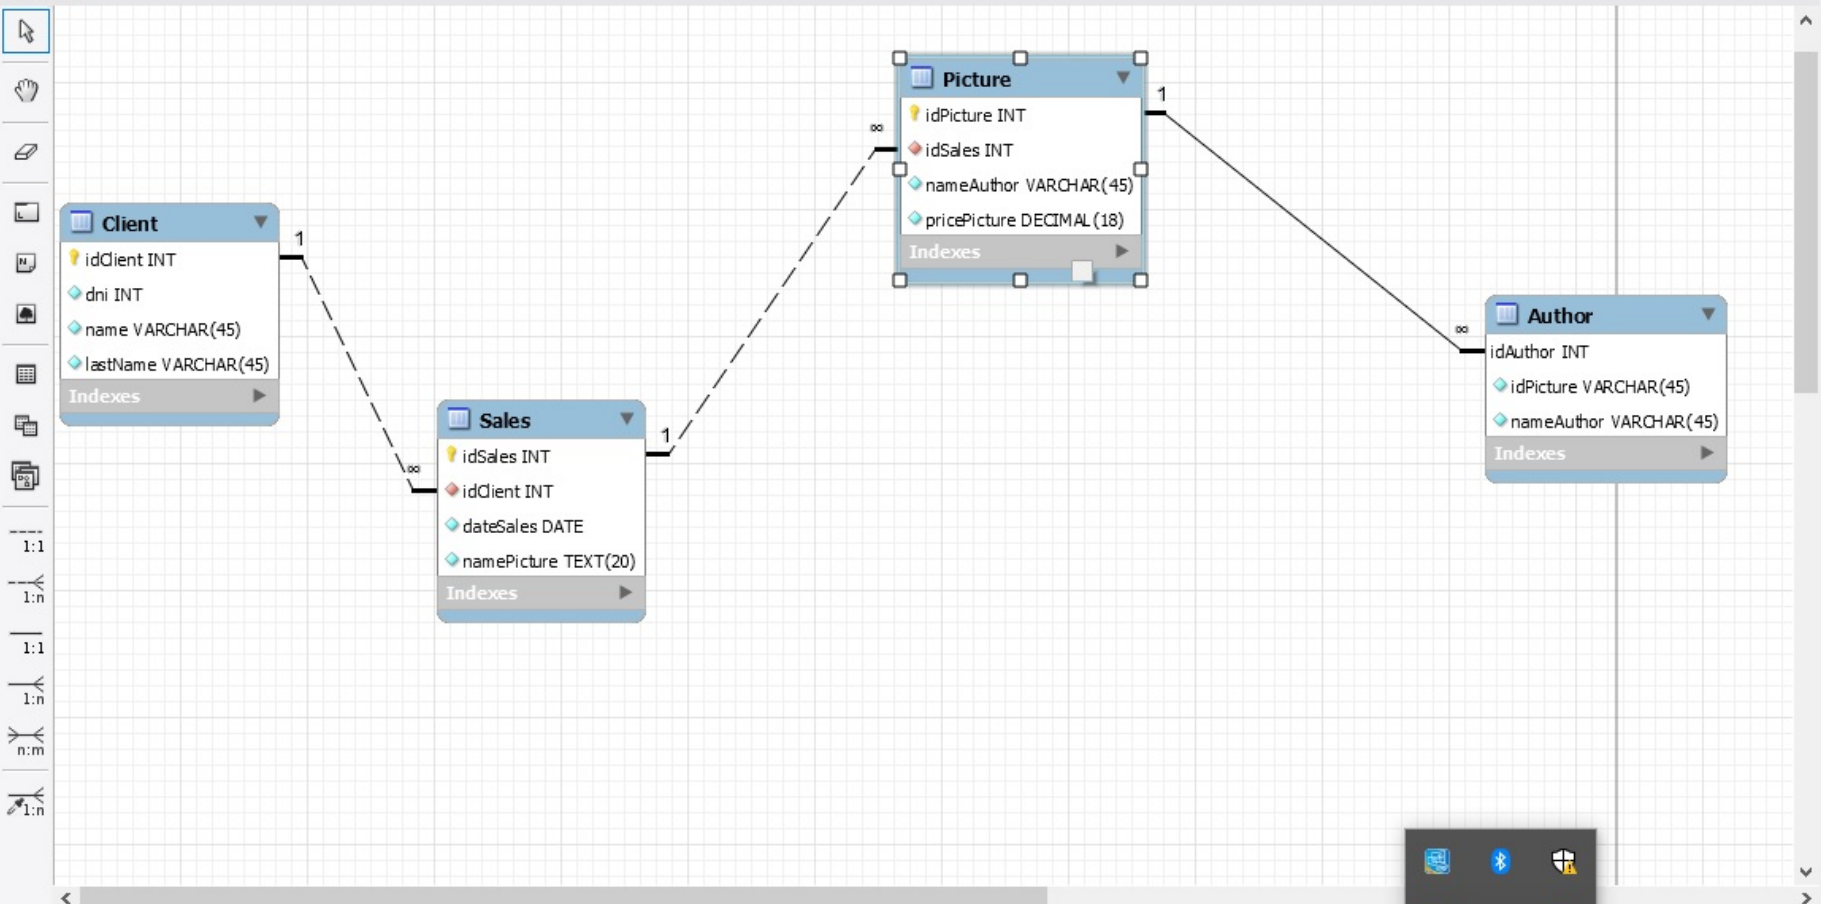 Client
1
idClient INT
dni INT
name VARCHAR(45)
lastName VARCHAR(45)
Indexes
∞
Sales
1
idSales INT
idClient INT
dateSales DATE
namePicture TEXT(20)
Indexes
∞
Picture
1
idPicture INT
idSales INT
nameAuthor VARCHAR(45)
pricePicture DECIMAL(18)
Indexes
∞
Author
idAuthor INT
idPicture VARCHAR(45)
nameAuthor VARCHAR(45)
Indexes
1:1
1:n
1:1
1:n
n:m
1:n